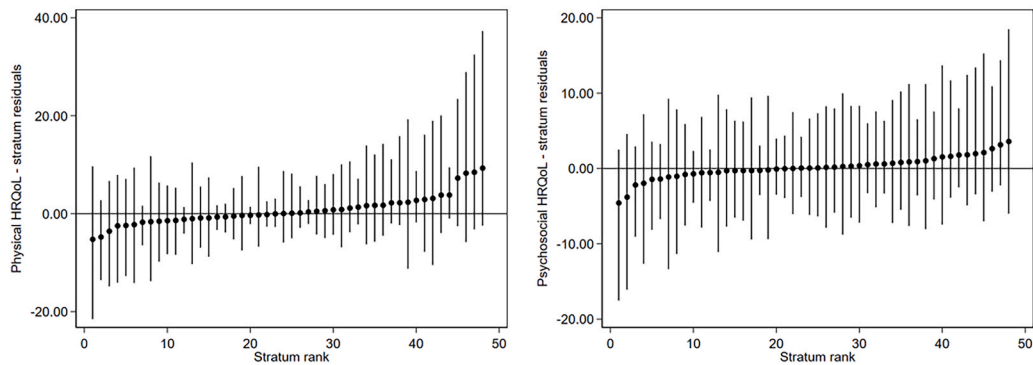 Physical HRQoL - stratum residuals
40.00
20.00
0.00
-20.00
0 10 20 30 40 50
Stratum rank
Psychosocial HRQoL - stratum residuals
20.00
10.00
0.00
-10.00
-20.00
0 10 20 30 40 50
Stratum rank